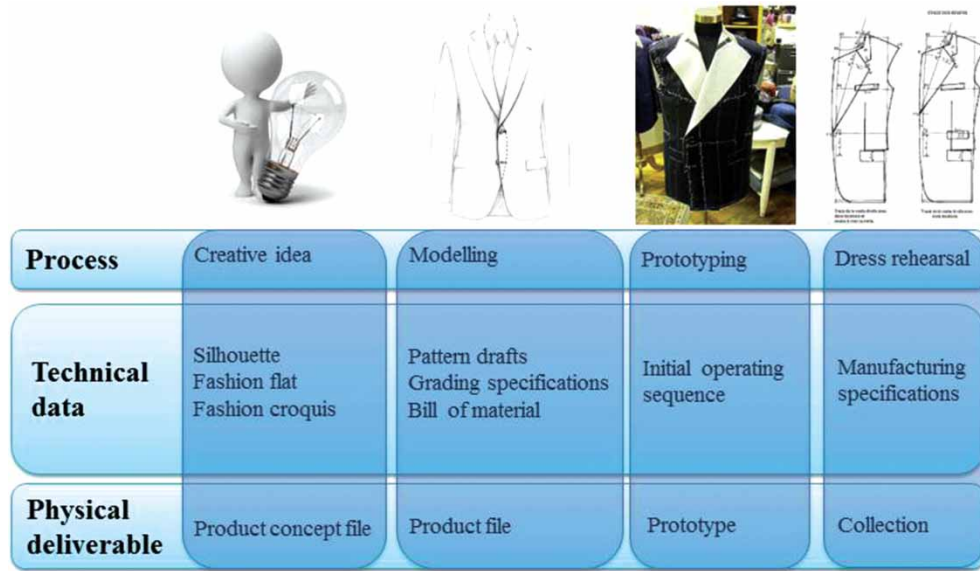 Process
Creative idea
Modelling
Prototyping
Dress rehearsal
Technical
data
Silhouette
Fashion flat
Fashion croquis
Pattern drafts
Grading specifications
Bill of material
Initial operating
sequence
Manufacturing
specifications
Physical
deliverable
Product concept file
Product file
Prototype
Collection